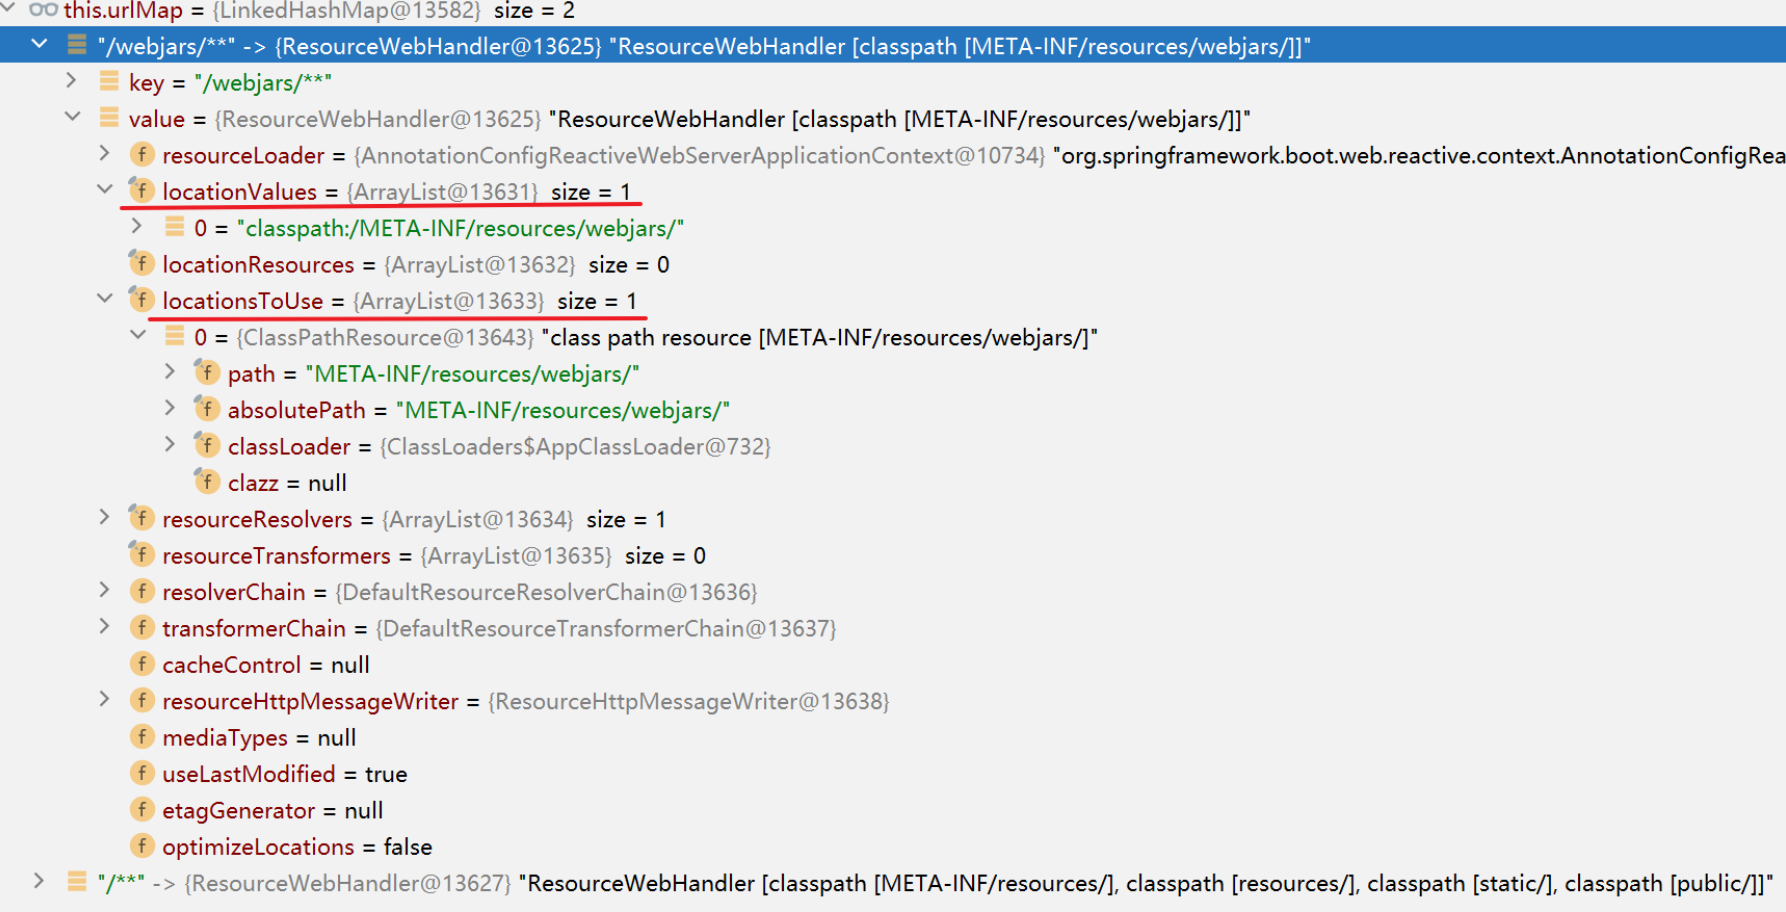 this.urlMap = {LinkedHashMap@13582} size = 2
"/webjars/**" -> {ResourceWebHandler@13625} "ResourceWebHandler [classpath [META-INF/resources/webjars/]]"
key = "/webjars/**"
value = {ResourceWebHandler@13625} "ResourceWebHandler [classpath [META-INF/resources/webjars/]]"
resourceLoader = {AnnotationConfigReactiveWebServerApplicationContext@10734} "org.springframework.boot.web.reactive.context.AnnotationConfigRea
locationValues = {ArrayList@13631} size = 1
0 = "classpath:/META-INF/resources/webjars/"
locationResources = {ArrayList@13632} size = 0
locationsToUse = {ArrayList@13633} size = 1
0 = {ClassPathResource@13643} "class path resource [META-INF/resources/webjars/]"
path = "META-INF/resources/webjars/"
absolutePath = "META-INF/resources/webjars/"
classLoader = {ClassLoaders$AppClassLoader@732}
clazz = null
resourceResolvers = {ArrayList@13634} size = 1
resourceTransformers = {ArrayList@13635} size = 0
resolverChain = {DefaultResourceResolverChain@13636}
transformerChain = {DefaultResourceTransformerChain@13637}
cacheControl = null
resourceHttpMessageWriter = {ResourceHttpMessageWriter@13638}
mediaTypes = null
useLastModified = true
etagGenerator = null
optimizeLocations = false
"/**" -> {ResourceWebHandler@13627} "ResourceWebHandler [classpath [META-INF/resources/], classpath [resources/], classpath [static/], classpath [public/]]"